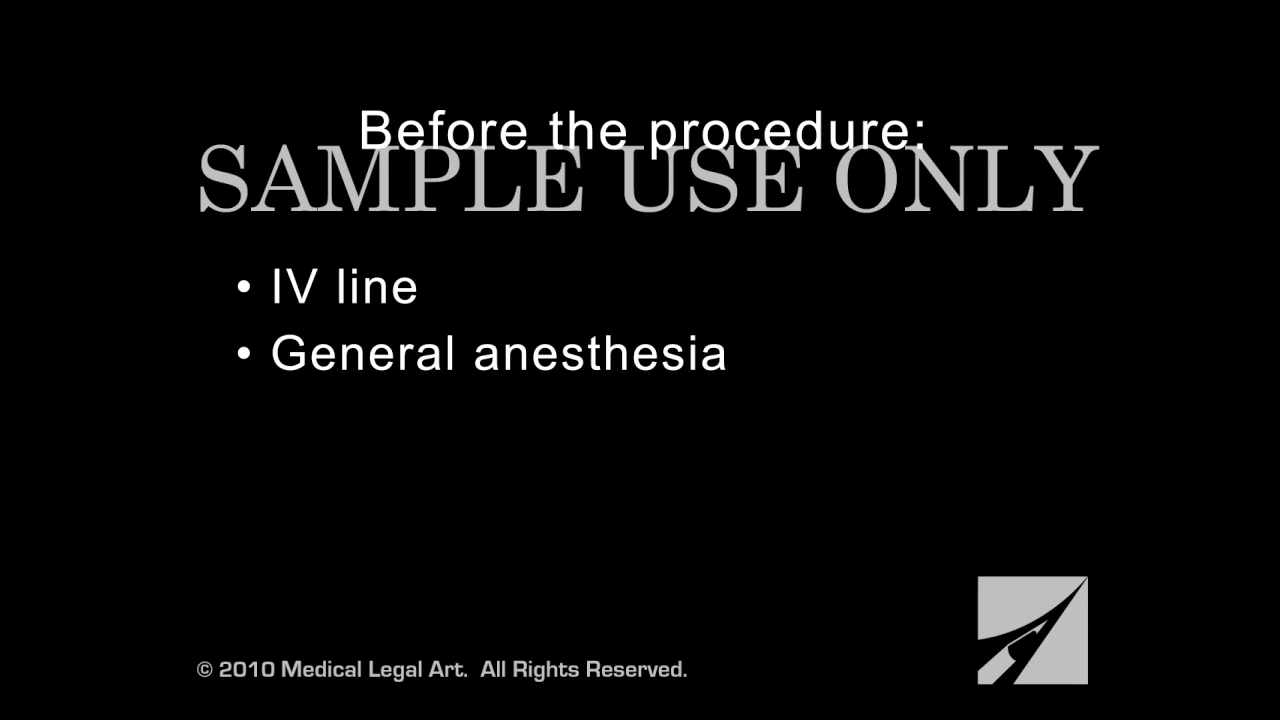 Before the procedure:
SAMPLE USE ONLY
• IV line
• General anesthesia
© 2010 Medical Legal Art. All Rights Reserved.